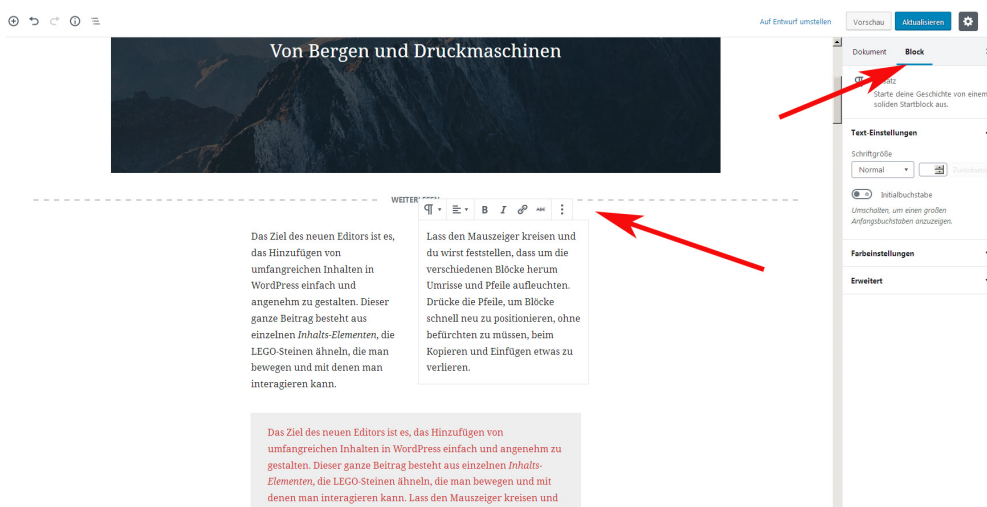 Auf Entwurf umstellen
Vorschau
Aktualisieren
Von Bergen und Druckmaschinen
Dokument
Block
Starte deine Geschichte von einem
soliden Startblock aus.
Text-Einstellungen
Schriftgröße
Normal
Initialbuchstabe
Umschalten, um einen großen
Anfangsbuchstaben anzuzeigen.
Farbeinstellungen
Erweitert
B I ABC
Das Ziel des neuen Editors ist es,
das Hinzufügen von
umfangreichen Inhalten in
WordPress einfach und
angenehm zu gestalten. Dieser
ganze Beitrag besteht aus
einzelnen Inhalts-Elementen, die
LEGO-Steinen ähneln, die man
bewegen und mit denen man
interagieren kann.
Lass den Mauszeiger kreisen und
du wirst feststellen, dass um die
verschiedenen Blöcke herum
Umrisse und Pfeile aufleuchten.
Drücke die Pfeile, um Blöcke
schnell neu zu positionieren, ohne
befürchten zu müssen, beim
Kopieren und Einfügen etwas zu
verlieren.
Das Ziel des neuen Editors ist es, das Hinzufügen von
umfangreichen Inhalten in WordPress einfach und angenehm zu
gestalten. Dieser ganze Beitrag besteht aus einzelnen Inhalts-
Elementen, die LEGO-Steinen ähneln, die man bewegen und mit
denen man interagieren kann. Lass den Mauszeiger kreisen und